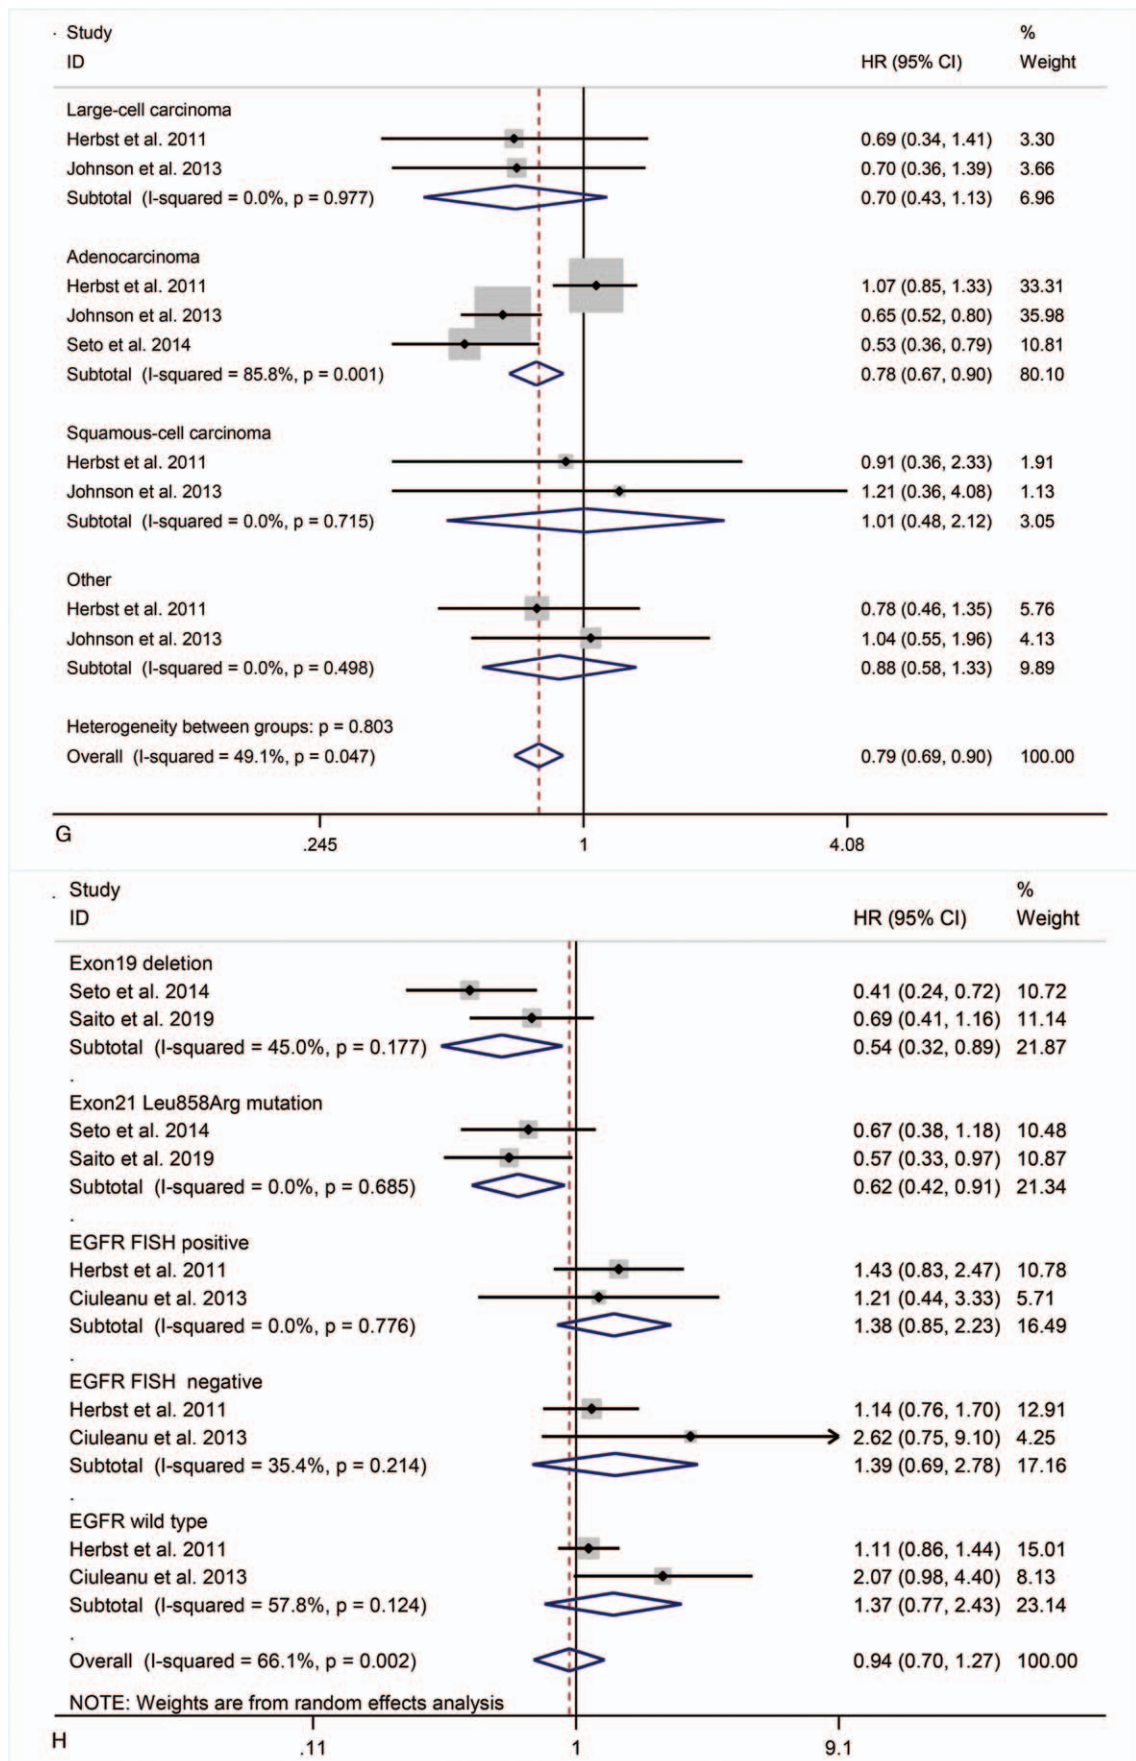 . Study %
ID HR (95% CI) Weight
Large-cell carcinoma
Herbst et al. 2011 0.69 (0.34, 1.41) 3.30
Johnson et al. 2013 0.70 (0.36, 1.39) 3.66
Subtotal (I-squared = 0.0%, p = 0.977) 0.70 (0.43, 1.13) 6.96
Adenocarcinoma
Herbst et al. 2011 1.07 (0.85, 1.33) 33.31
Johnson et al. 2013 0.65 (0.52, 0.80) 35.98
Seto et al. 2014 0.53 (0.36, 0.79) 10.81
Subtotal (I-squared = 85.8%, p = 0.001) 0.78 (0.67, 0.90) 80.10
Squamous-cell carcinoma
Herbst et al. 2011 0.91 (0.36, 2.33) 1.91
Johnson et al. 2013 1.21 (0.36, 4.08) 1.13
Subtotal (I-squared = 0.0%, p = 0.715) 1.01 (0.48, 2.12) 3.05
Other
Herbst et al. 2011 0.78 (0.46, 1.35) 5.76
Johnson et al. 2013 1.04 (0.55, 1.96) 4.13
Subtotal (I-squared = 0.0%, p = 0.498) 0.88 (0.58, 1.33) 9.89
Heterogeneity between groups: p = 0.803
Overall (I-squared = 49.1%, p = 0.047) 0.79 (0.69, 0.90) 100.00
G .245 1 4.08
. Study %
ID HR (95% CI) Weight
Exon19 deletion
Seto et al. 2014 0.41 (0.24, 0.72) 10.72
Saito et al. 2019 0.69 (0.41, 1.16) 11.14
Subtotal (I-squared = 45.0%, p = 0.177) 0.54 (0.32, 0.89) 21.87
.
Exon21 Leu858Arg mutation
Seto et al. 2014 0.67 (0.38, 1.18) 10.48
Saito et al. 2019 0.57 (0.33, 0.97) 10.87
Subtotal (I-squared = 0.0%, p = 0.685) 0.62 (0.42, 0.91) 21.34
.
EGFR FISH positive
Herbst et al. 2011 1.43 (0.83, 2.47) 10.78
Ciuleanu et al. 2013 1.21 (0.44, 3.33) 5.71
Subtotal (I-squared = 0.0%, p = 0.776) 1.38 (0.85, 2.23) 16.49
.
EGFR FISH negative
Herbst et al. 2011 1.14 (0.76, 1.70) 12.91
Ciuleanu et al. 2013 2.62 (0.75, 9.10) 4.25
Subtotal (I-squared = 35.4%, p = 0.214) 1.39 (0.69, 2.78) 17.16
.
EGFR wild type
Herbst et al. 2011 1.11 (0.86, 1.44) 15.01
Ciuleanu et al. 2013 2.07 (0.98, 4.40) 8.13
Subtotal (I-squared = 57.8%, p = 0.124) 1.37 (0.77, 2.43) 23.14
.
Overall (I-squared = 66.1%, p = 0.002) 0.94 (0.70, 1.27) 100.00
NOTE: Weights are from random effects analysis
H .11 1 9.1